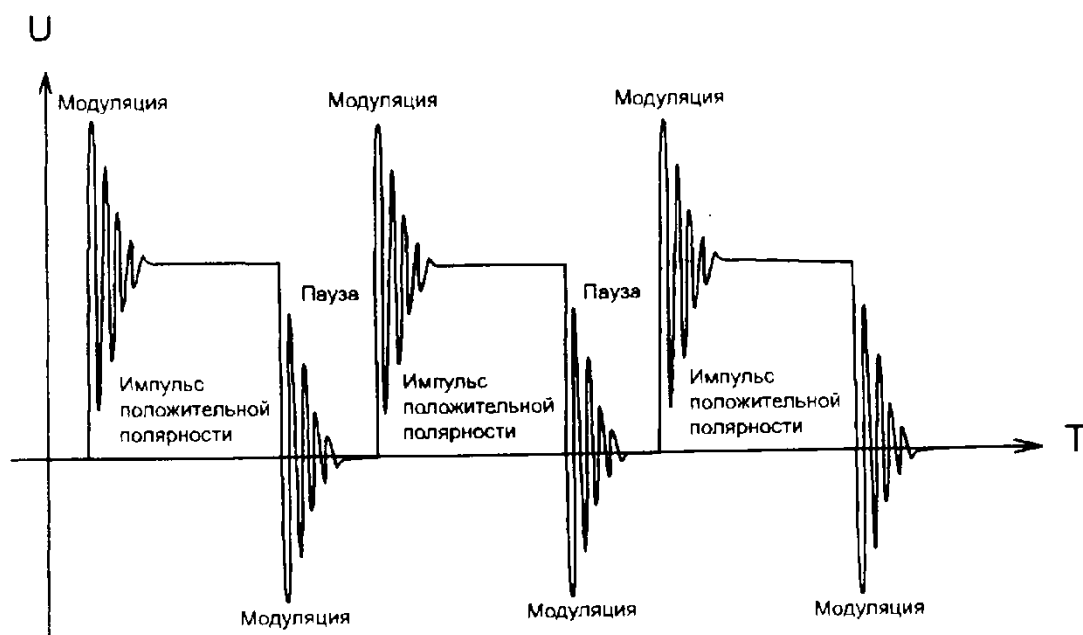 U
Модуляция
Модуляция
Модуляция
Пауза
Пауза
Импульс
положительной
полярности
Импульс
положительной
полярности
Импульс
положительной
полярности
T
Модуляция
Модуляция
Модуляция